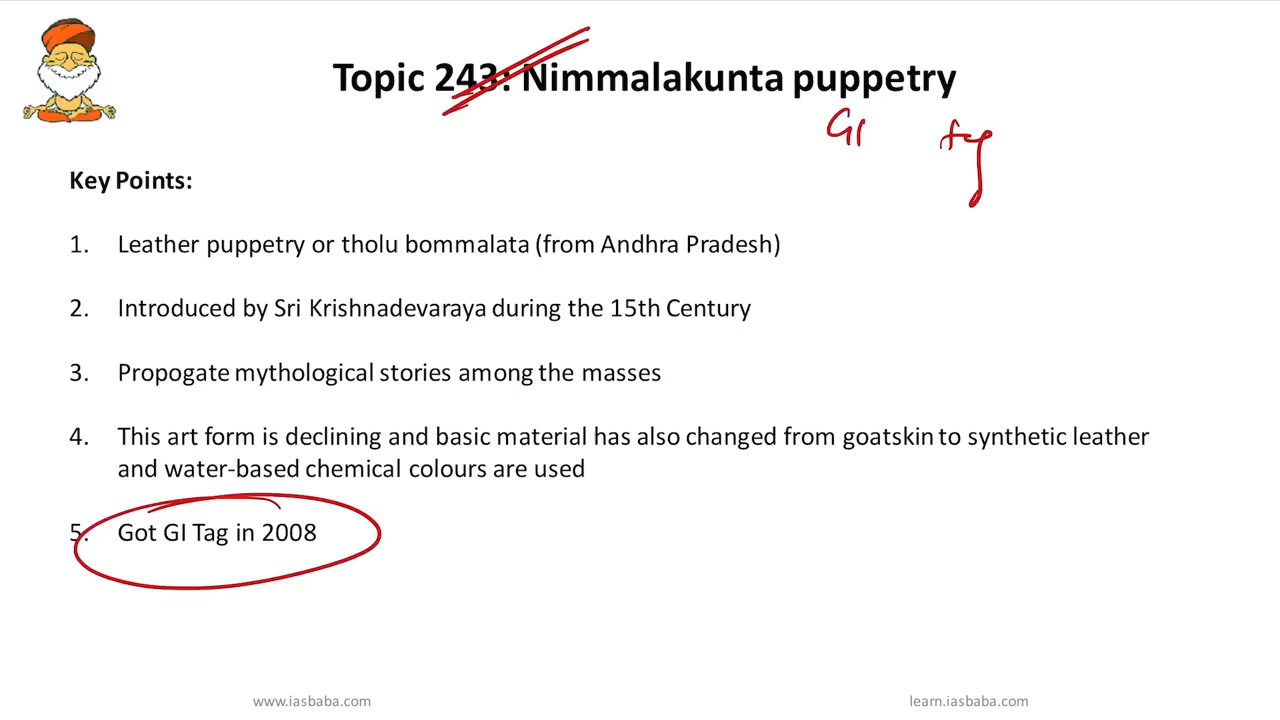 Topic 243: Nimmalakunta puppetry
GI tag
Key Points:
1. Leather puppetry or tholu bommalata (from Andhra Pradesh)
2. Introduced by Sri Krishnadevaraya during the 15th Century
3. Propogate mythological stories among the masses
4. This art form is declining and basic material has also changed from goatskin to synthetic leather
and water-based chemical colours are used
5. Got GI Tag in 2008
www.iasbaba.com
learn.iasbaba.com